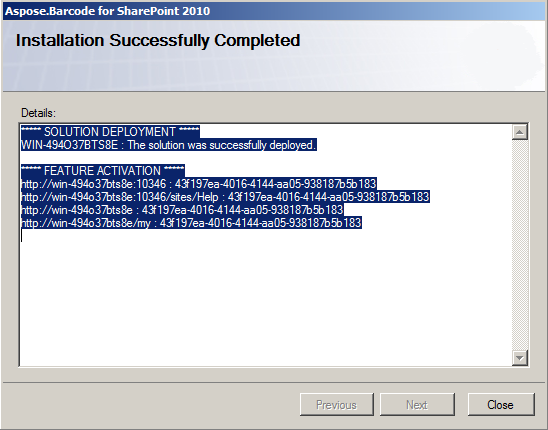 Aspose.Barcode for SharePoint 2010
Installation Successfully Completed
Details:
***** SOLUTION DEPLOYMENT *****
WIN-494O37BTS8E : The solution was successfully deployed.
***** FEATURE ACTIVATION *****
http://win-494o37bts8e:10346 : 43f197ea-4016-4144-aa05-938187b5b183
http://win-494o37bts8e:10346/sites/Help : 43f197ea-4016-4144-aa05-938187b5b183
http://win-494o37bts8e : 43f197ea-4016-4144-aa05-938187b5b183
http://win-494o37bts8e/my : 43f197ea-4016-4144-aa05-938187b5b183
Previous
Next
Close